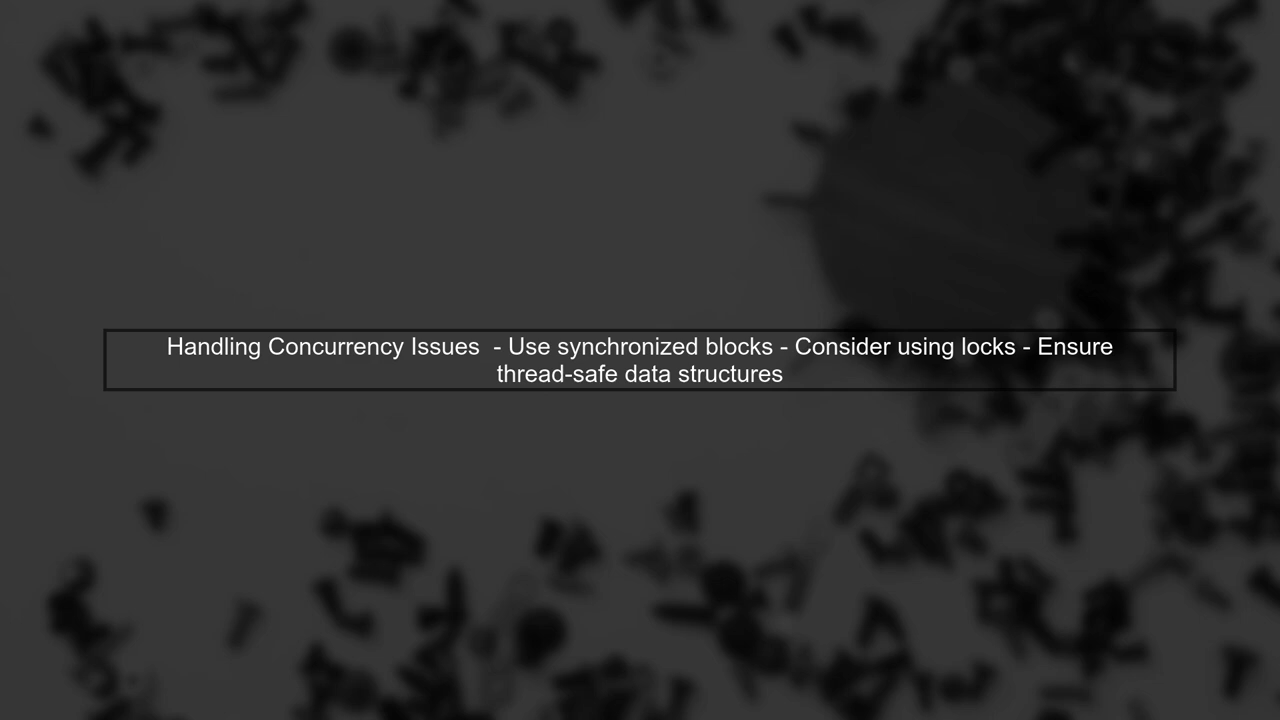 Handling Concurrency Issues  - Use synchronized blocks - Consider using locks - Ensure
thread-safe data structures